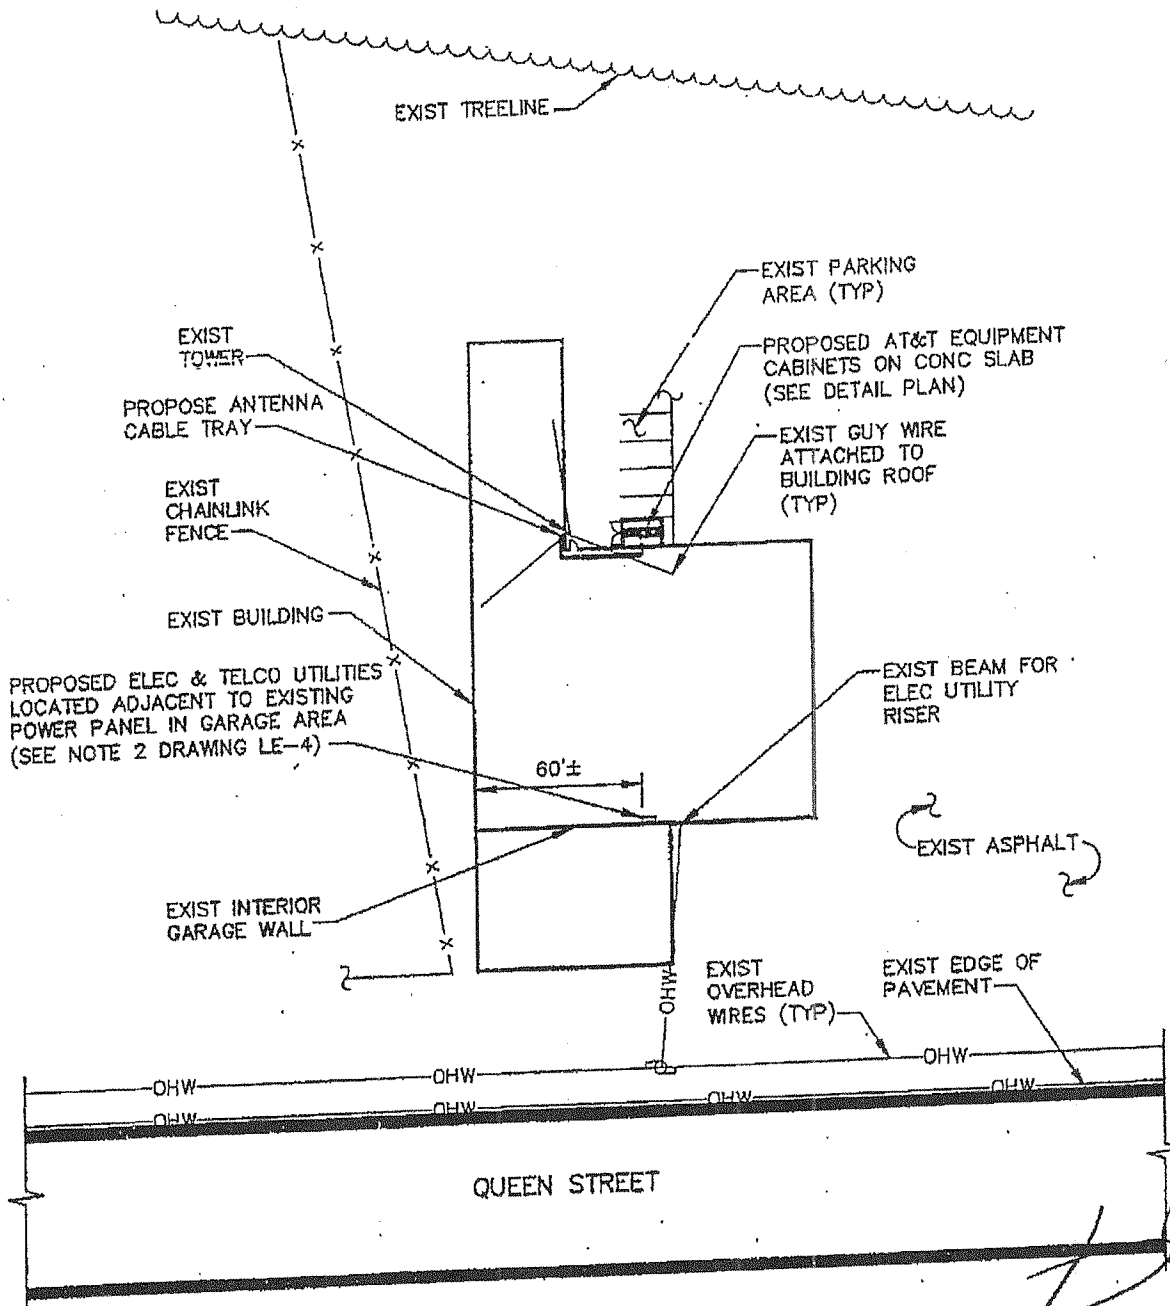 EXIST TREELINE
EXIST PARKING
AREA (TYP)
EXIST
TOWER
PROPOSED AT&T EQUIPMENT
CABINETS ON CONC SLAB
(SEE DETAIL PLAN)
PROPOSE ANTENNA
CABLE TRAY
EXIST GUY WIRE
ATTACHED TO
BUILDING ROOF
(TYP)
EXIST
CHAINLINK
FENCE
EXIST BUILDING
PROPOSED ELEC & TELCO UTILITIES
LOCATED ADJACENT TO EXISTING
POWER PANEL IN GARAGE AREA
(SEE NOTE 2 DRAWING LE-4)
EXIST BEAM FOR
ELEC UTILITY
RISER
60'±
EXIST ASPHALT
EXIST INTERIOR
GARAGE WALL
EXIST
OVERHEAD
WIRES (TYP)
EXIST EDGE OF
PAVEMENT
OHW
OHW
OHW
OHW
OHW
OHW
OHW
OHW
QUEEN STREET